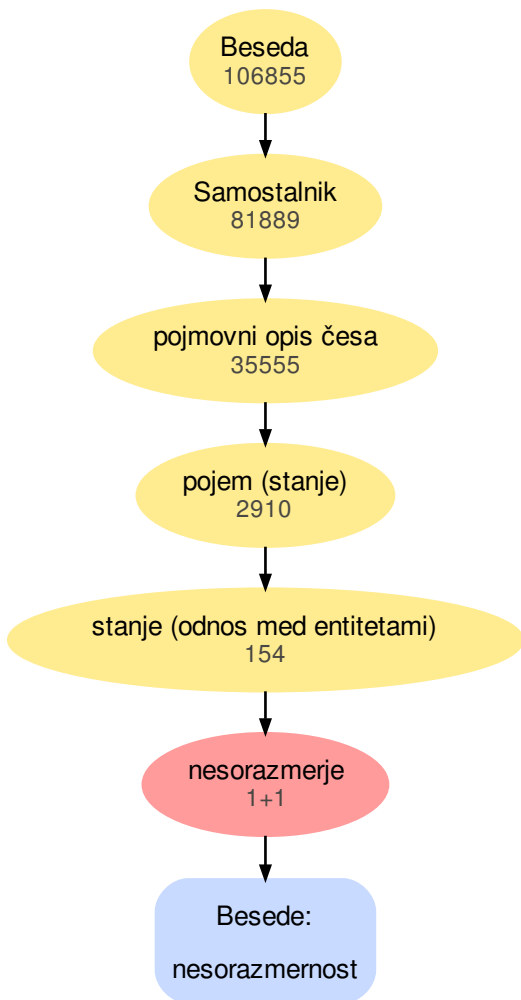 Beseda
106855
Samostalnik
81889
pojmovni opis česa
35555
pojem (stanje)
2910
stanje (odnos med entitetami)
154
nesorazmerje
1+1
Besede:
nesorazmernost